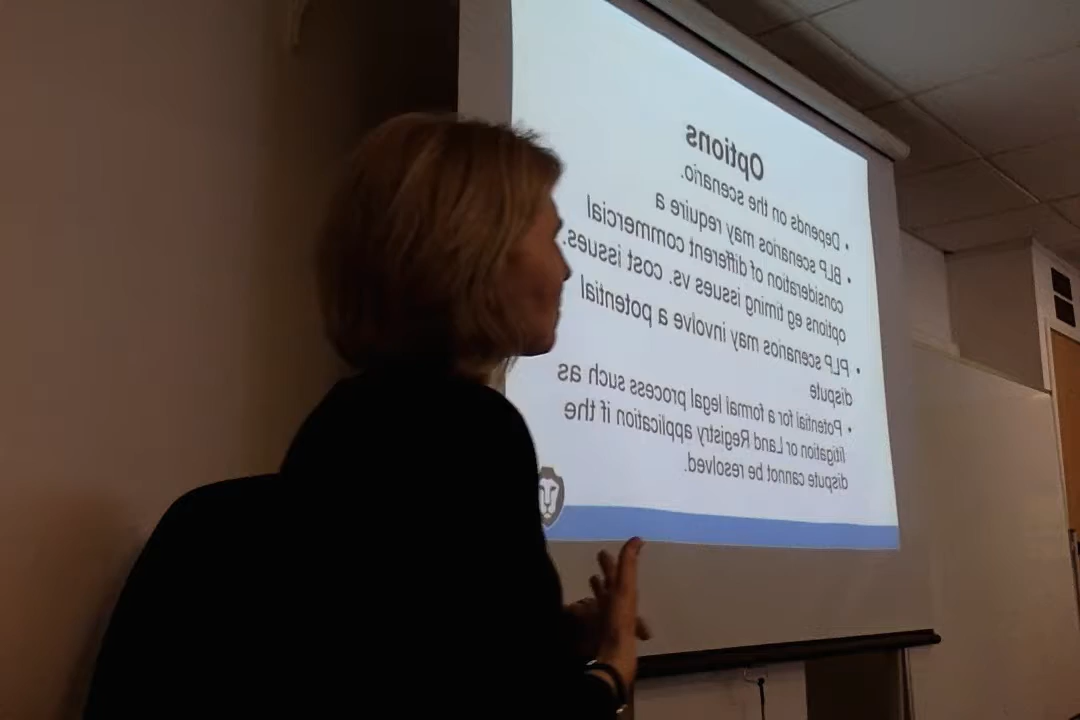 Options
• Depends on the scenario.
• BLP scenarios may require a
consideration of different commercial
options eg timing issues vs. cost issues.
• PLP scenarios may involve a potential
dispute
• Potential for a formal legal process such as
litigation or Land Registry application if the
dispute cannot be resolved.